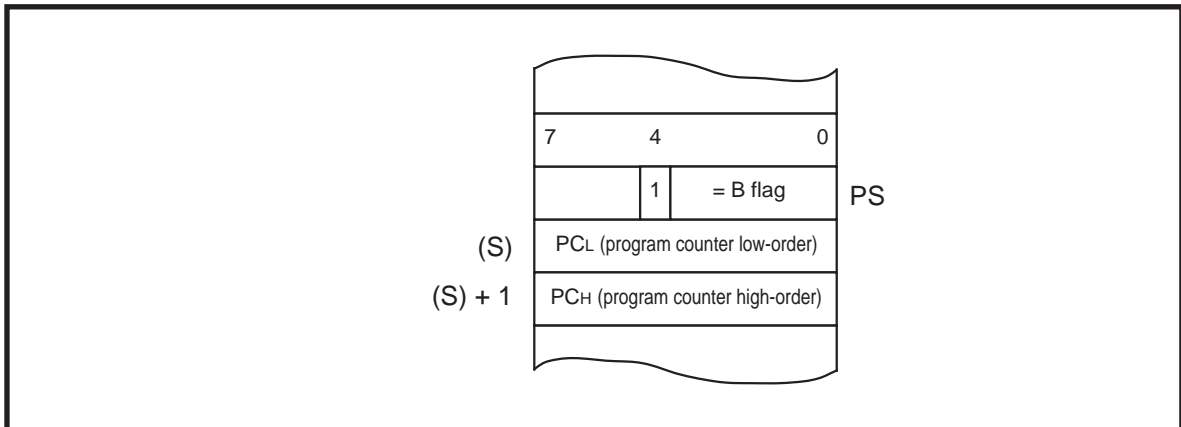 7 4 0
1 = B flag PS
(S) PCL (program counter low-order)
(S) + 1 PCH (program counter high-order)